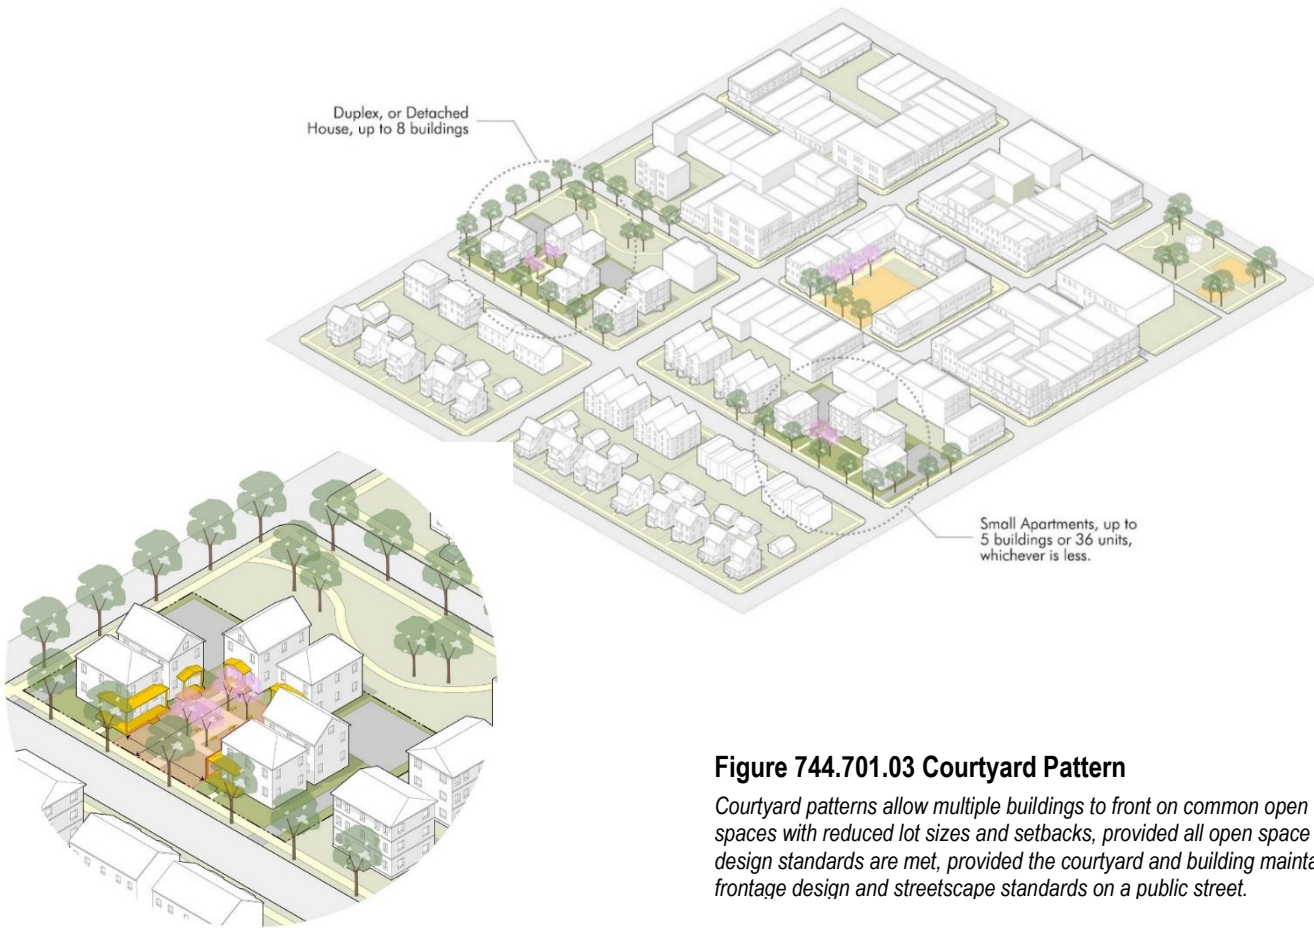 Duplex, or Detached
House, up to 8 buildings
Small Apartments, up to
5 buildings or 36 units,
whichever is less.
Figure 744.701.03 Courtyard Pattern
Courtyard patterns allow multiple buildings to front on common open
spaces with reduced lot sizes and setbacks, provided all open space
design standards are met, provided the courtyard and building mainta
frontage design and streetscape standards on a public street.